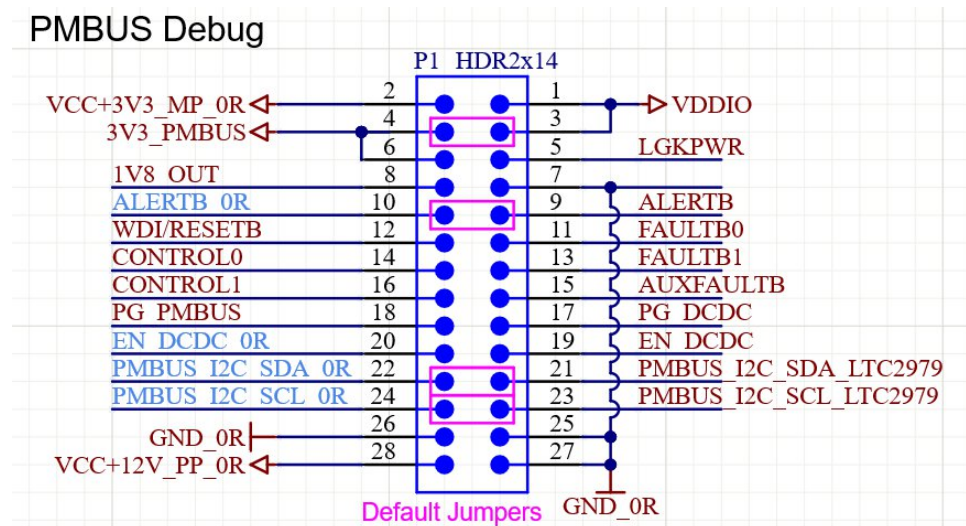 PMBUS Debug
P1 HDR2x14
VCC+3V3_MP_0R 2 1 VDDIO
3V3_PMBUS 4 3
6 5 LGKPWR
1V8_OUT 8 7
ALERTB_0R 10 9 ALERTB
WDI/RESETB 12 11 FAULTB0
CONTROL0 14 13 FAULTB1
CONTROL1 16 15 AUXFAULTB
PG_PMBUS 18 17 PG_DCDC
EN_DCDC_0R 20 19 EN_DCDC
PMBUS_I2C_SDA_0R 22 21 PMBUS_I2C_SDA_LTC2979
PMBUS_I2C_SCL_0R 24 23 PMBUS_I2C_SCL_LTC2979
GND_0R 26 25
VCC+12V_PP_0R 28 27
Default Jumpers GND_0R